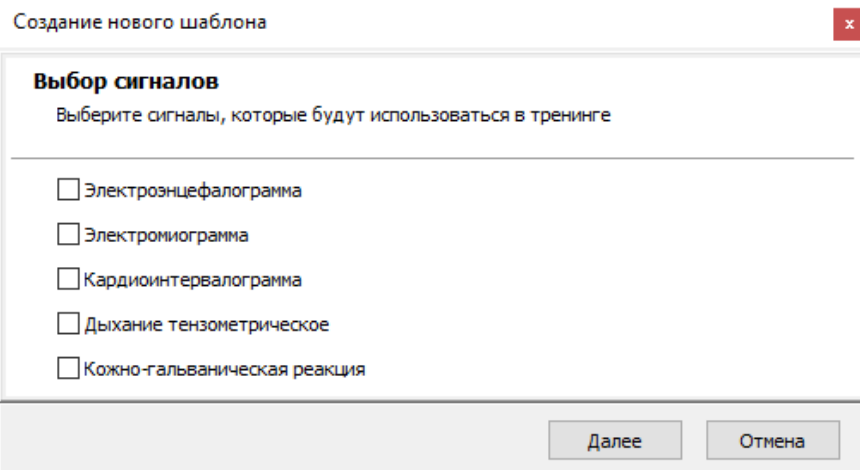 Создание нового шаблона
x
Выбор сигналов
Выберите сигналы, которые будут использоваться в тренинге
Электроэнцефалограмма
Электромиограмма
Кардиоинтервалограмма
Дыхание тензометрическое
Кожно-гальваническая реакция
Далее Отмена